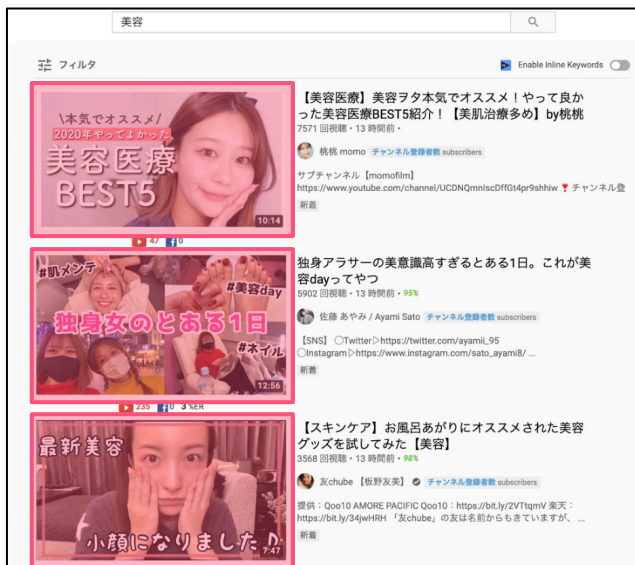 美容
フィルタ
Enable Inline Keywords
\本気でオススメ/
2020年やってよかった
美容医療
BEST5
10:14
【美容医療】美容ヲタ本気でオススメ！やって良か
った美容医療BEST5紹介！【美肌治療多め】by桃桃
7571 回視聴・13 時間前・
桃桃 momo チャンネル登録者数 subscribers
サブチャンネル【momofilm】
https://www.youtube.com/channel/UCDNQmnIscDffGt4pr9shhiw ❣ チャンネル登
新着
47 0
#肌メンテ
#美容day
独身女のとある1日
#ネイル
12:56
独身アラサーの美意識高すぎるとある1日。これが美
容dayってやつ
5902 回視聴・13 時間前・95%
佐藤 あやみ / Ayami Sato チャンネル登録者数 subscribers
【SNS】 〇Twitter▷https://twitter.com/ayamii_95
〇Instagram▷https://www.instagram.com/sato_ayami8/ ...
新着
235 0 3 %ER
最新美容
小顔になりました♪
7:47
【スキンケア】お風呂あがりにオススメされた美容
グッズを試してみた【美容】
3568 回視聴・13 時間前・98%
友chube 【板野友美】 チャンネル登録者数 subscribers
提供：Qoo10 AMORE PACIFIC Qoo10：https://bit.ly/2VTtqmV 楽天：
https://bit.ly/34jwHRH 「友chube」の友は名前からもきていますが、 ...
新着